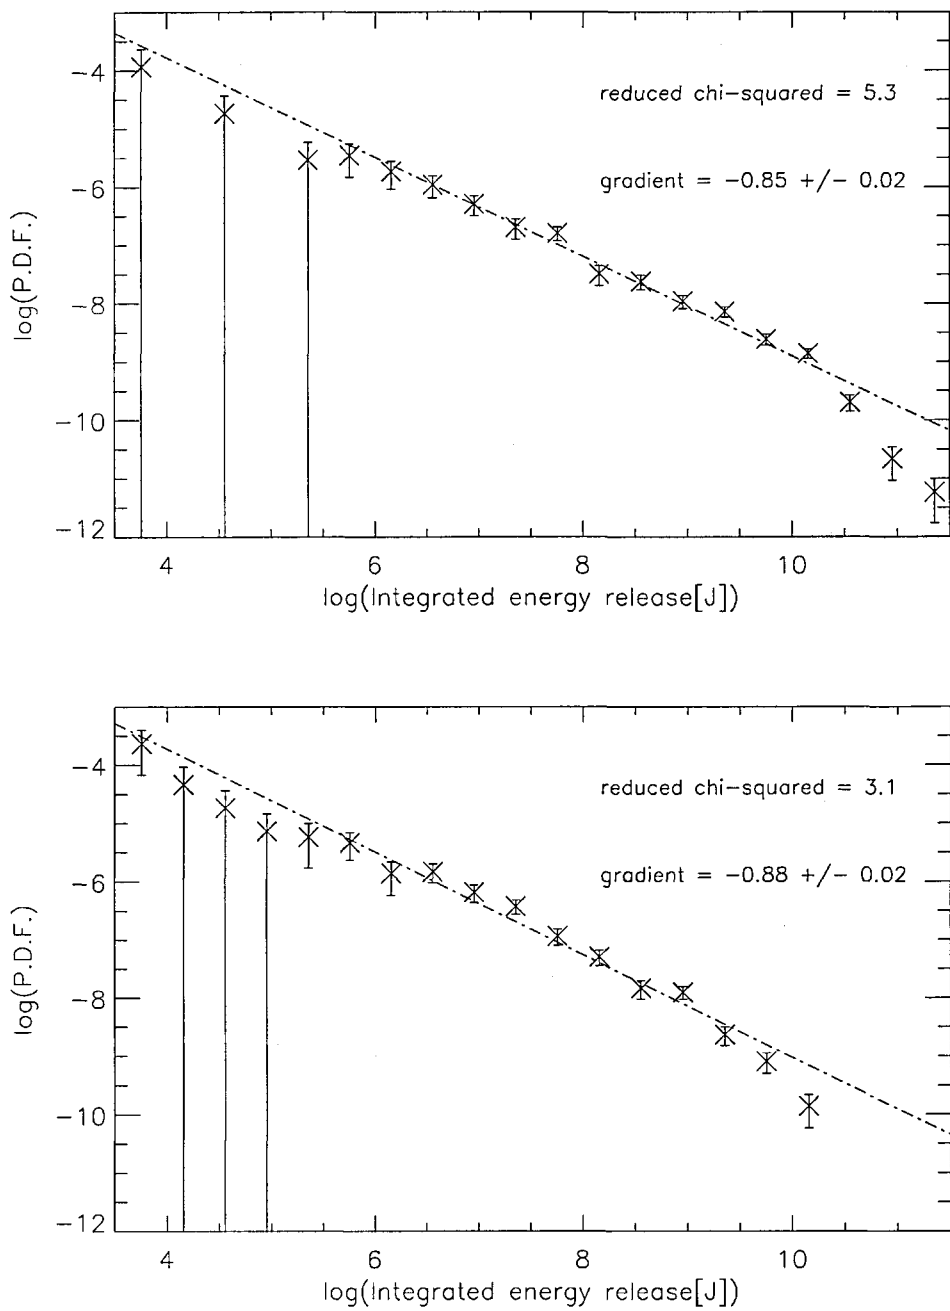 −4
reduced chi−squared = 5.3
−6
gradient = −0.85 +/− 0.02
log(P.D.F.)
−8
−10
−12
4 6 8 10
log(Integrated energy release[J])
−4
reduced chi−squared = 3.1
−6
gradient = −0.88 +/− 0.02
log(P.D.F.)
−8
−10
−12
4 6 8 10
log(Integrated energy release[J])